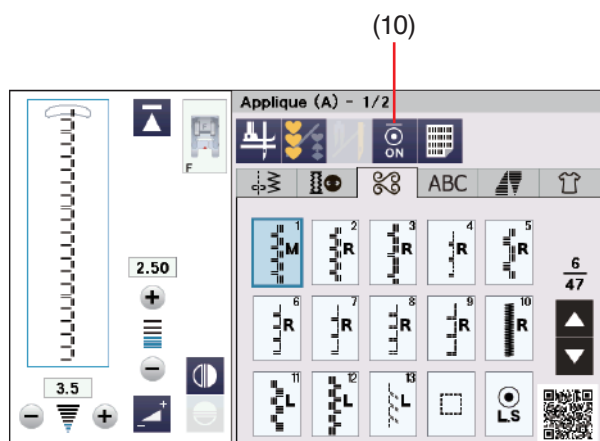 (10)
Applique (A) - 1/2
F
ON
ABC
1 M
2 R
3 R
4 R
5 R
6
47
2.50
6 R
7 R
8 R
9 R
10 R
3.5
11 L
12 L
13 L
L.S